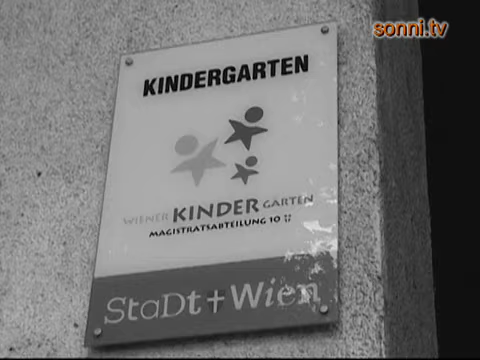 sonni.tv
KINDERGARTEN
WIENER KINDER GARTEN
MAGISTRATSABTEILUNG 10
StaDt+Wien